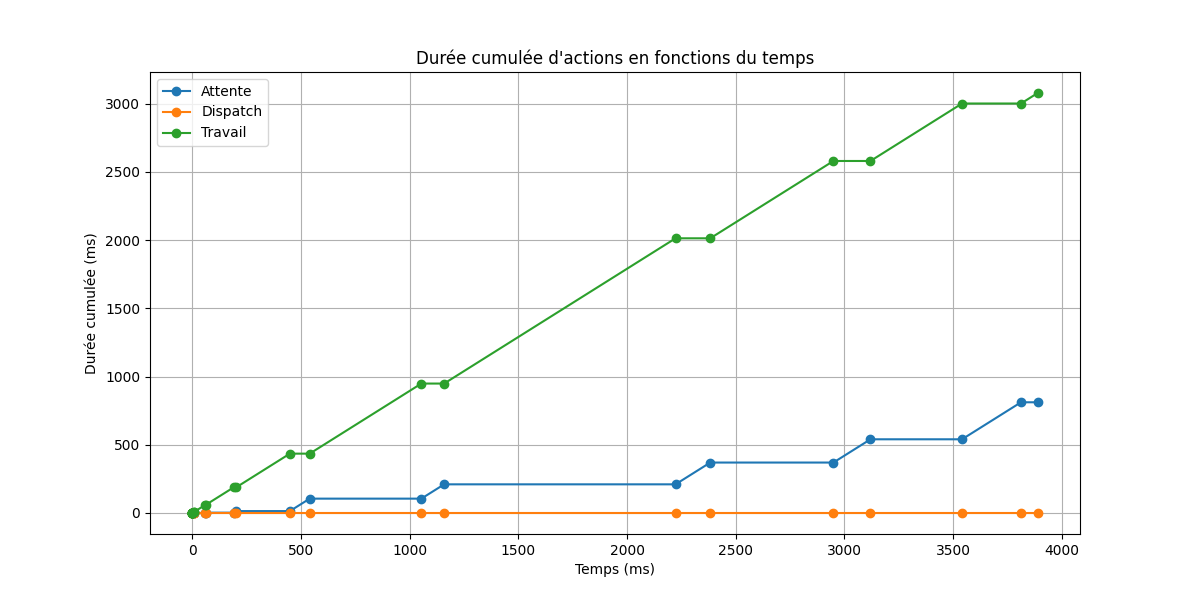 Durée cumulée d'actions en fonctions du temps
Attente
Dispatch
Travail
3000
2500
2000
1500
1000
500
0
Durée cumulée (ms)
0 500 1000 1500 2000 2500 3000 3500 4000
Temps (ms)